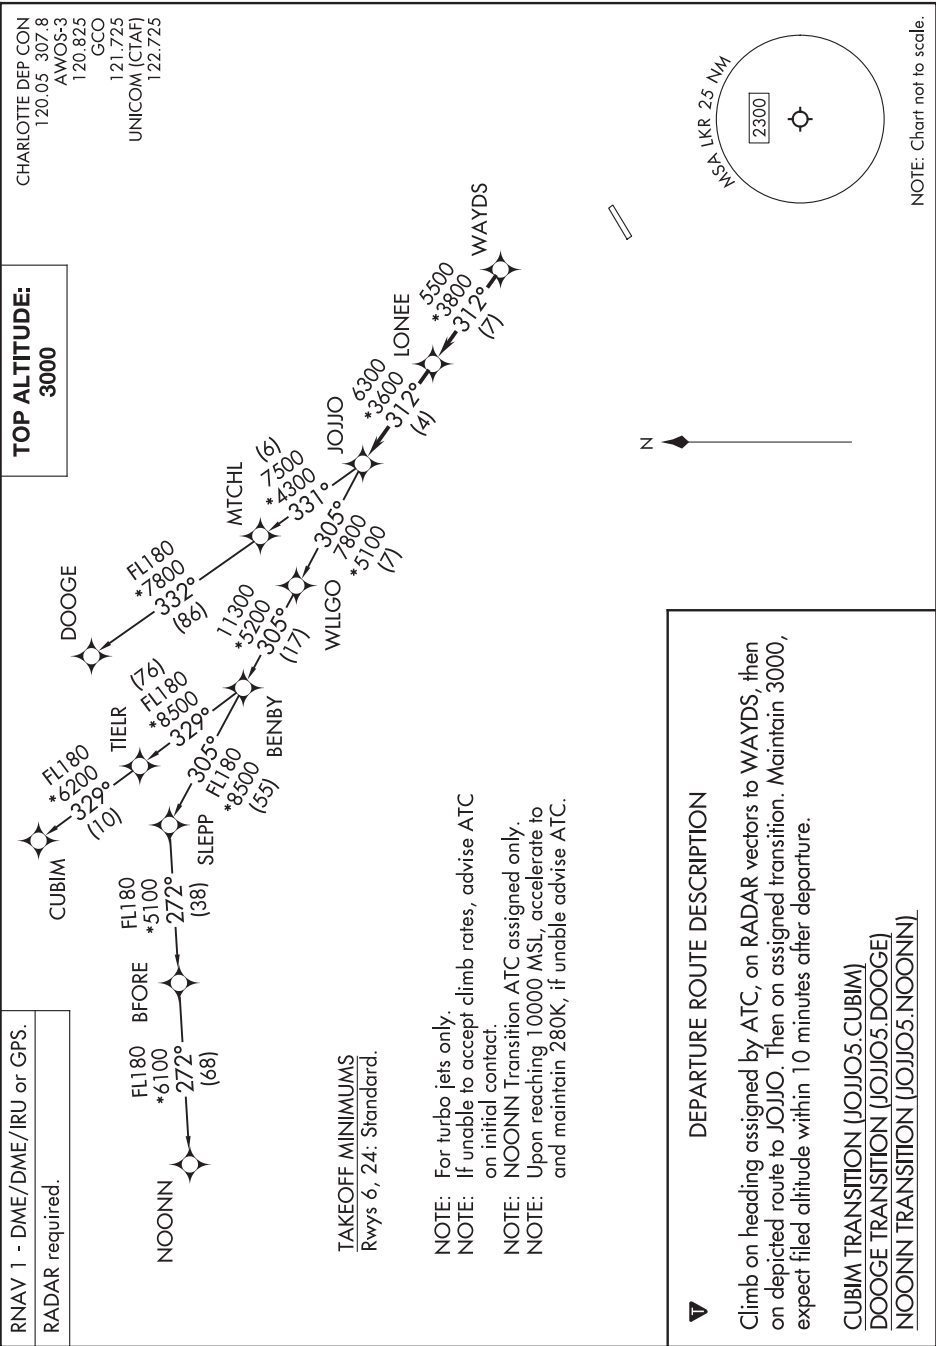 RNAV 1 - DME/DME/IRU or GPS.
RADAR required.
TOP ALTITUDE:
3000
CHARLOTTE DEP CON
120.05 307.8
AWOS-3
120.825
GCO
121.725
UNICOM (CTAF)
122.725
CUBIM
FL180
*6200
329°
(10)
TIELR
(76)
FL180
*8500
329°
DOOGE
FL180
*7800
332°
(86)
MTCHL
(6)
7500
*4300
331°
JOJJO
6300
*3600
312°
(4)
LONEE
5500
*3800
312°
(7)
WAYDS
305°
7800
*5100
(7)
WLLGO
11300
*5200
305°
(17)
BENBY
305°
FL180
*8500
(55)
SLEPP
FL180
*5100
272°
(38)
BFORE
FL180
*6100
272°
(68)
NOONN
MSA LKR 25 NM
2300
N
NOTE: Chart not to scale.
TAKEOFF MINIMUMS
Rwys 6, 24: Standard.
NOTE: For turbo jets only.
NOTE: If unable to accept climb rates, advise ATC
on initial contact.
NOTE: NOONN Transition ATC assigned only.
NOTE: Upon reaching 10000 MSL, accelerate to
and maintain 280K, if unable advise ATC.
T
DEPARTURE ROUTE DESCRIPTION
Climb on heading assigned by ATC, on RADAR vectors to WAYDS, then
on depicted route to JOJJO. Then on assigned transition. Maintain 3000,
expect filed altitude within 10 minutes after departure.
CUBIM TRANSITION (JOJJO5.CUBIM)
DOOGE TRANSITION (JOJJO5.DOOGE)
NOONN TRANSITION (JOJJO5.NOONN)